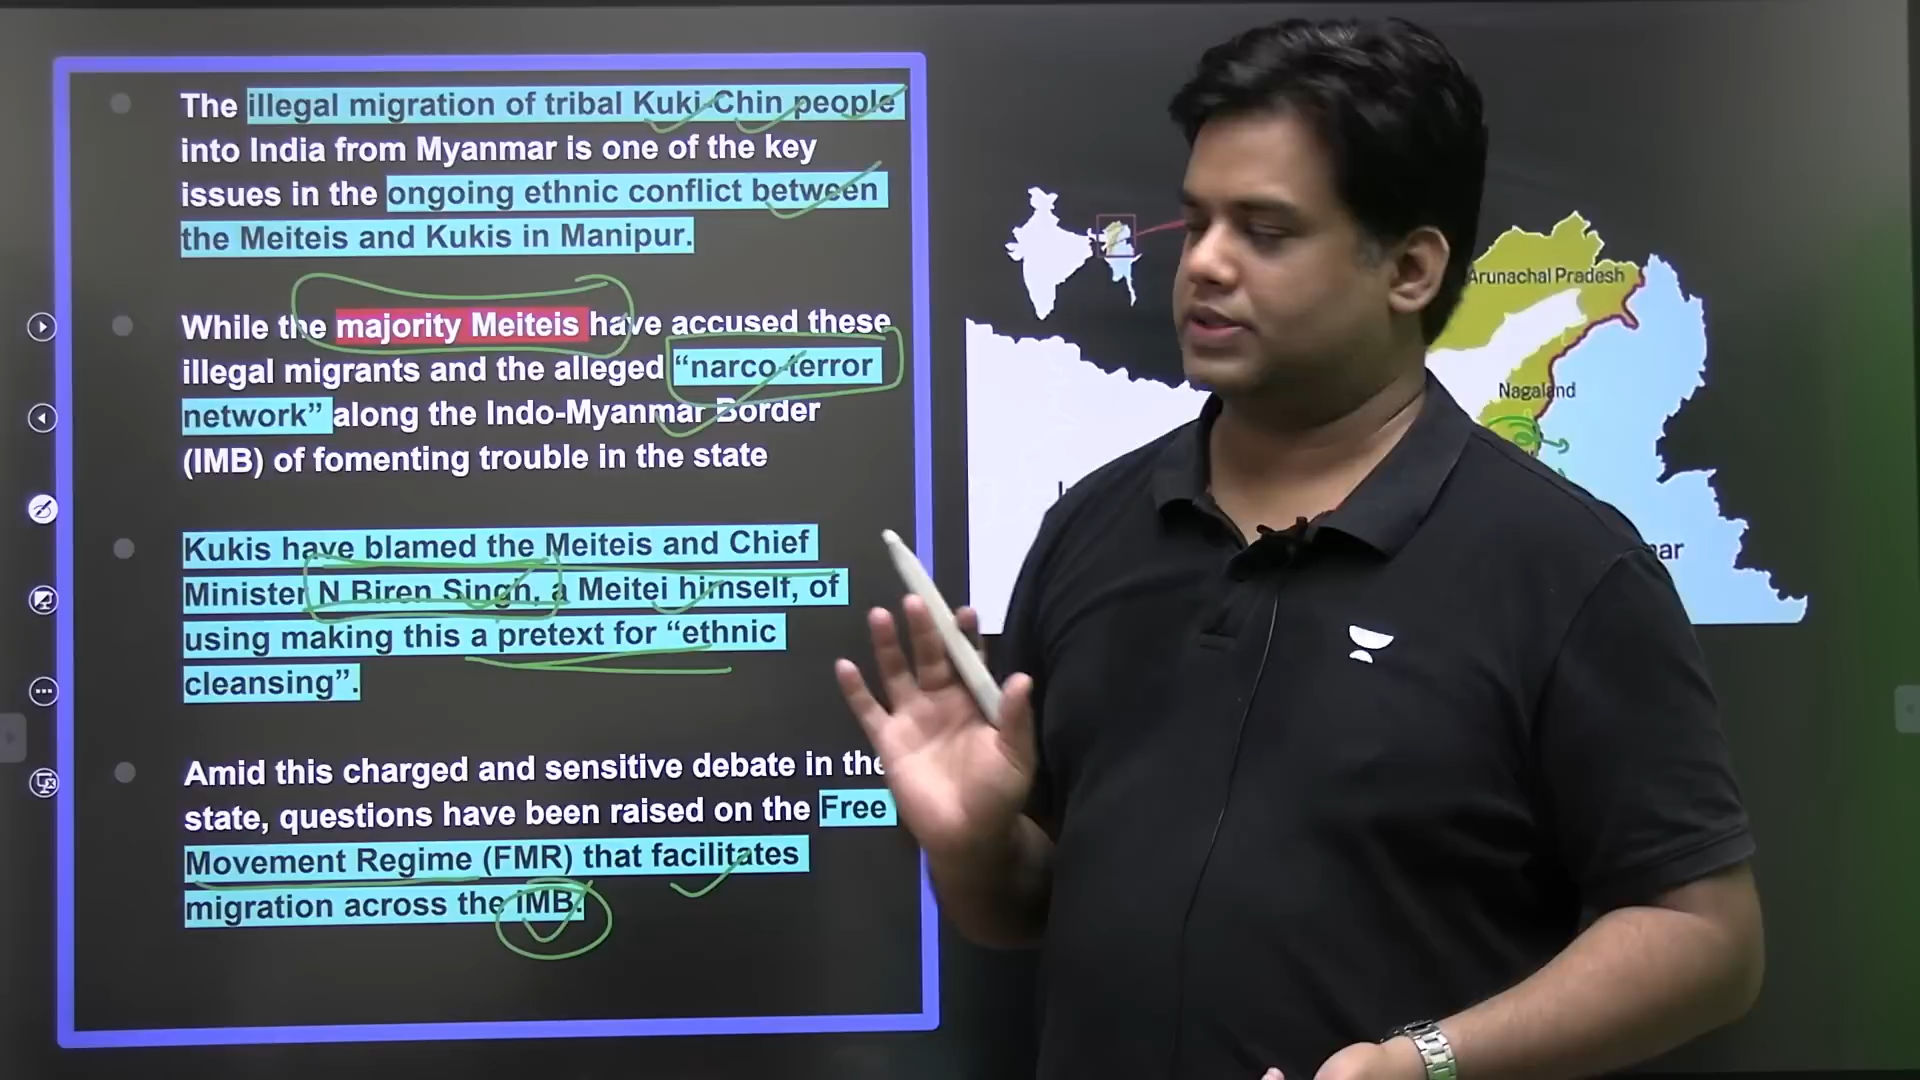 The illegal migration of tribal Kuki-Chin people
into India from Myanmar is one of the key
issues in the ongoing ethnic conflict between
the Meiteis and Kukis in Manipur.
While the majority Meiteis have accused these
illegal migrants and the alleged “narco-terror
network” along the Indo-Myanmar Border
(IMB) of fomenting trouble in the state
Kukis have blamed the Meiteis and Chief
Minister N Biren Singh, a Meitei himself, of
using making this a pretext for “ethnic
cleansing”.
Amid this charged and sensitive debate in the
state, questions have been raised on the Free
Movement Regime (FMR) that facilitates
migration across the IMB.
Arunachal Pradesh
Nagaland